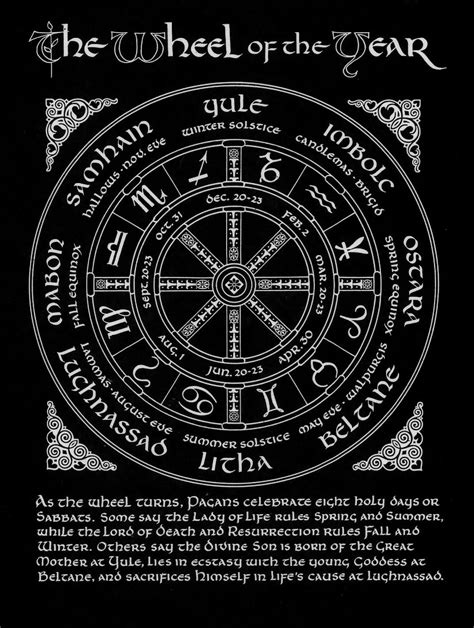 The Wheel of the Year
Yule
Winter Solstice
Imbolc
Candlemas · Brigid
Ostara
Spring Equinox
Beltane
May Eve · Walpurgis
Litha
Summer Solstice
Lughnassad
Lammas · August Eve
Mabon
Fall Equinox
Samham
Hallows · Nov. Eve
Dec. 20-23
Feb. 2
Mar. 20-23
Apr. 30
Jun. 20-23
Aug. 1
Sept. 20-23
Oct. 31
As the wheel turns, Pagans celebrate eight holy days or
Sabbats. Some say the Lady of Life rules Spring and Summer,
while the Lord of Death and Resurrection rules Fall and
Winter. Others say the Divine Son is born of the Great
Mother at Yule, lies in ecstasy with the young Goddess at
Beltane, and sacrifices Himself in Life's cause at Lughnassad.